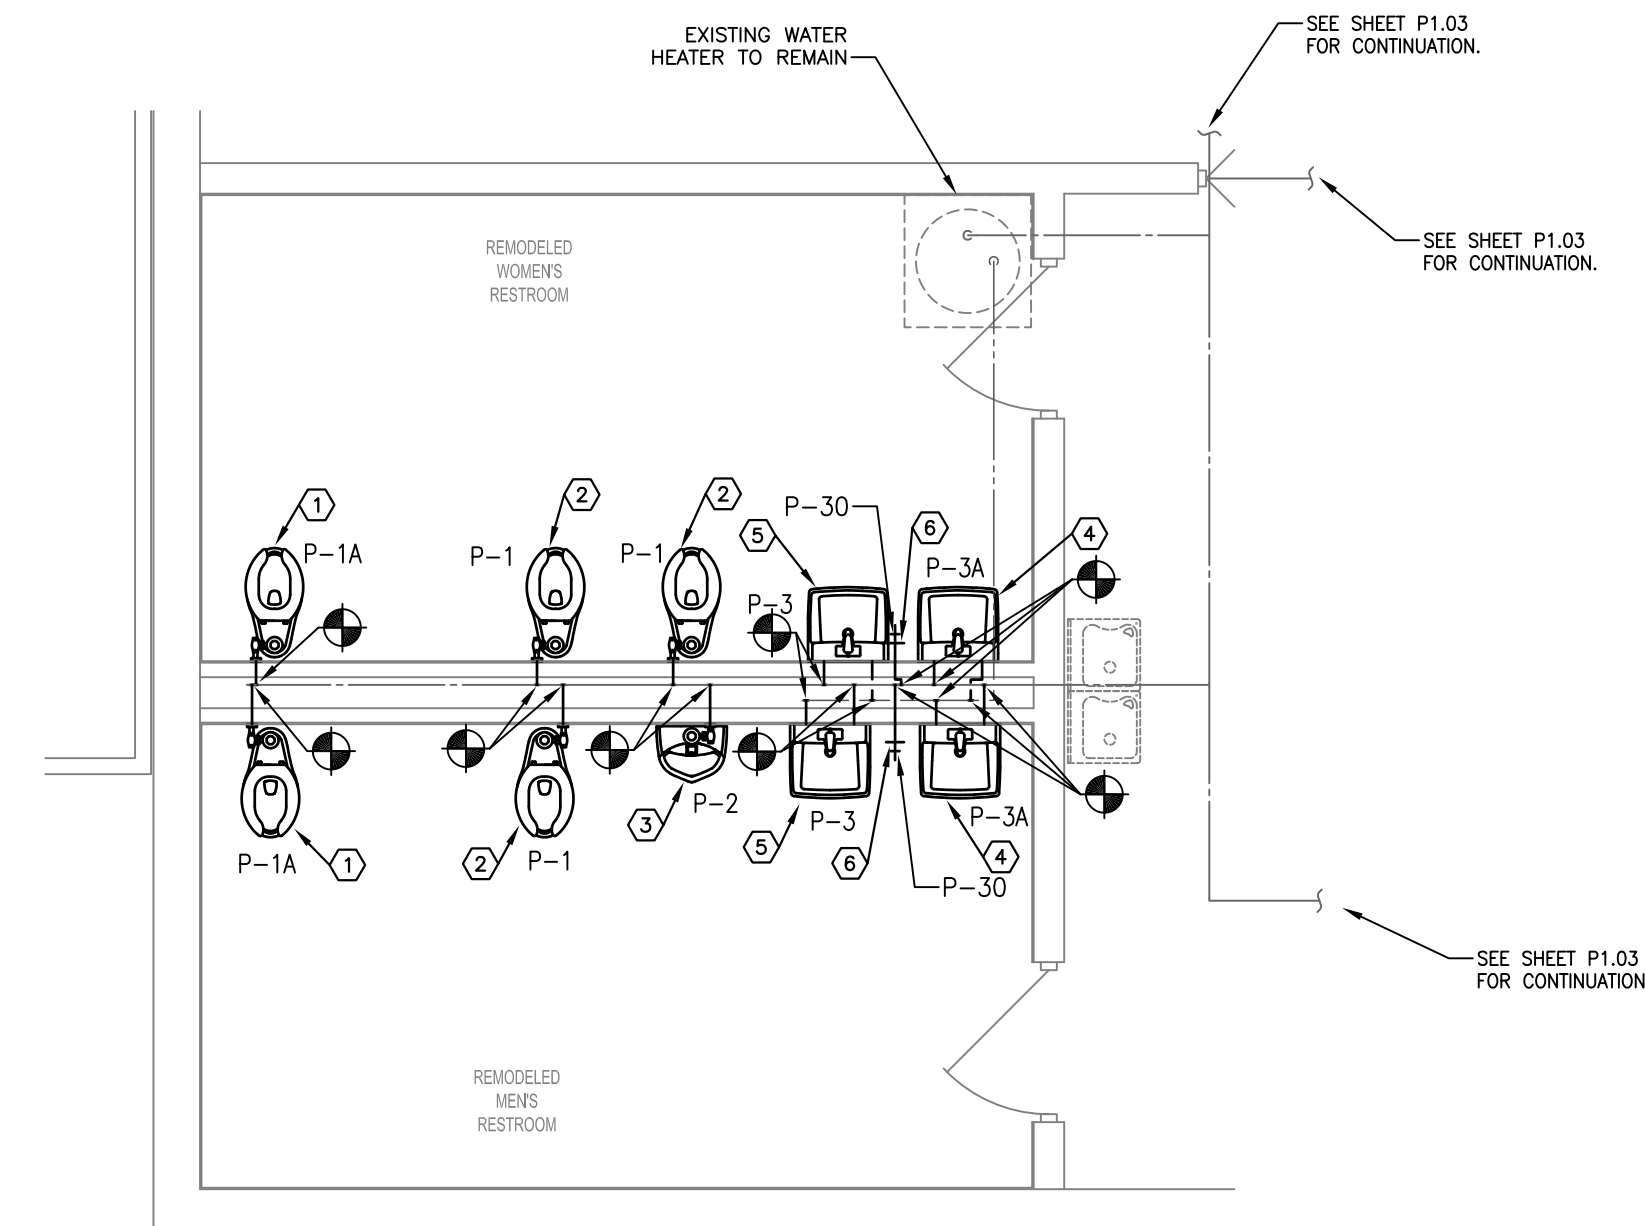 SEE SHEET P1.03
FOR CONTINUATION.
EXISTING WATER
HEATER TO REMAIN
SEE SHEET P1.03
FOR CONTINUATION.
REMODELED
WOMEN'S
RESTROOM
1
2
2
P-30
6
5
4
P-1A
P-1
P-1
P-3A
P-3
P-2
P-3
P-3A
3
5
6
4
P-1A
1
2
P-1
P-30
SEE SHEET P1.03
FOR CONTINUATION
REMODELED
MEN'S
RESTROOM